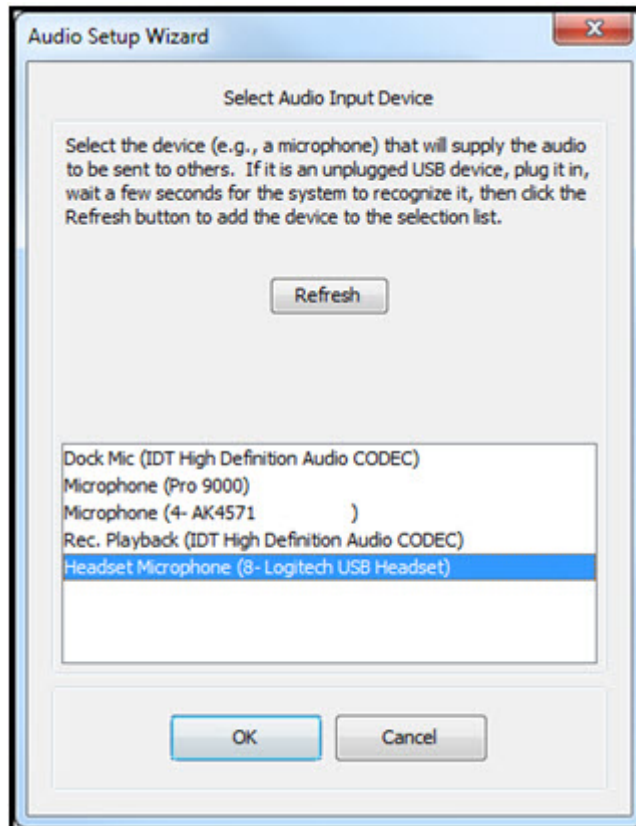 Audio Setup Wizard
Select Audio Input Device
Select the device (e.g., a microphone) that will supply the audio
to be sent to others.  If it is an unplugged USB device, plug it in,
wait a few seconds for the system to recognize it, then click the
Refresh button to add the device to the selection list.
Refresh
Dock Mic (IDT High Definition Audio CODEC)
Microphone (Pro 9000)
Microphone (4- AK4571                )
Rec. Playback (IDT High Definition Audio CODEC)
Headset Microphone (8- Logitech USB Headset)
OK Cancel